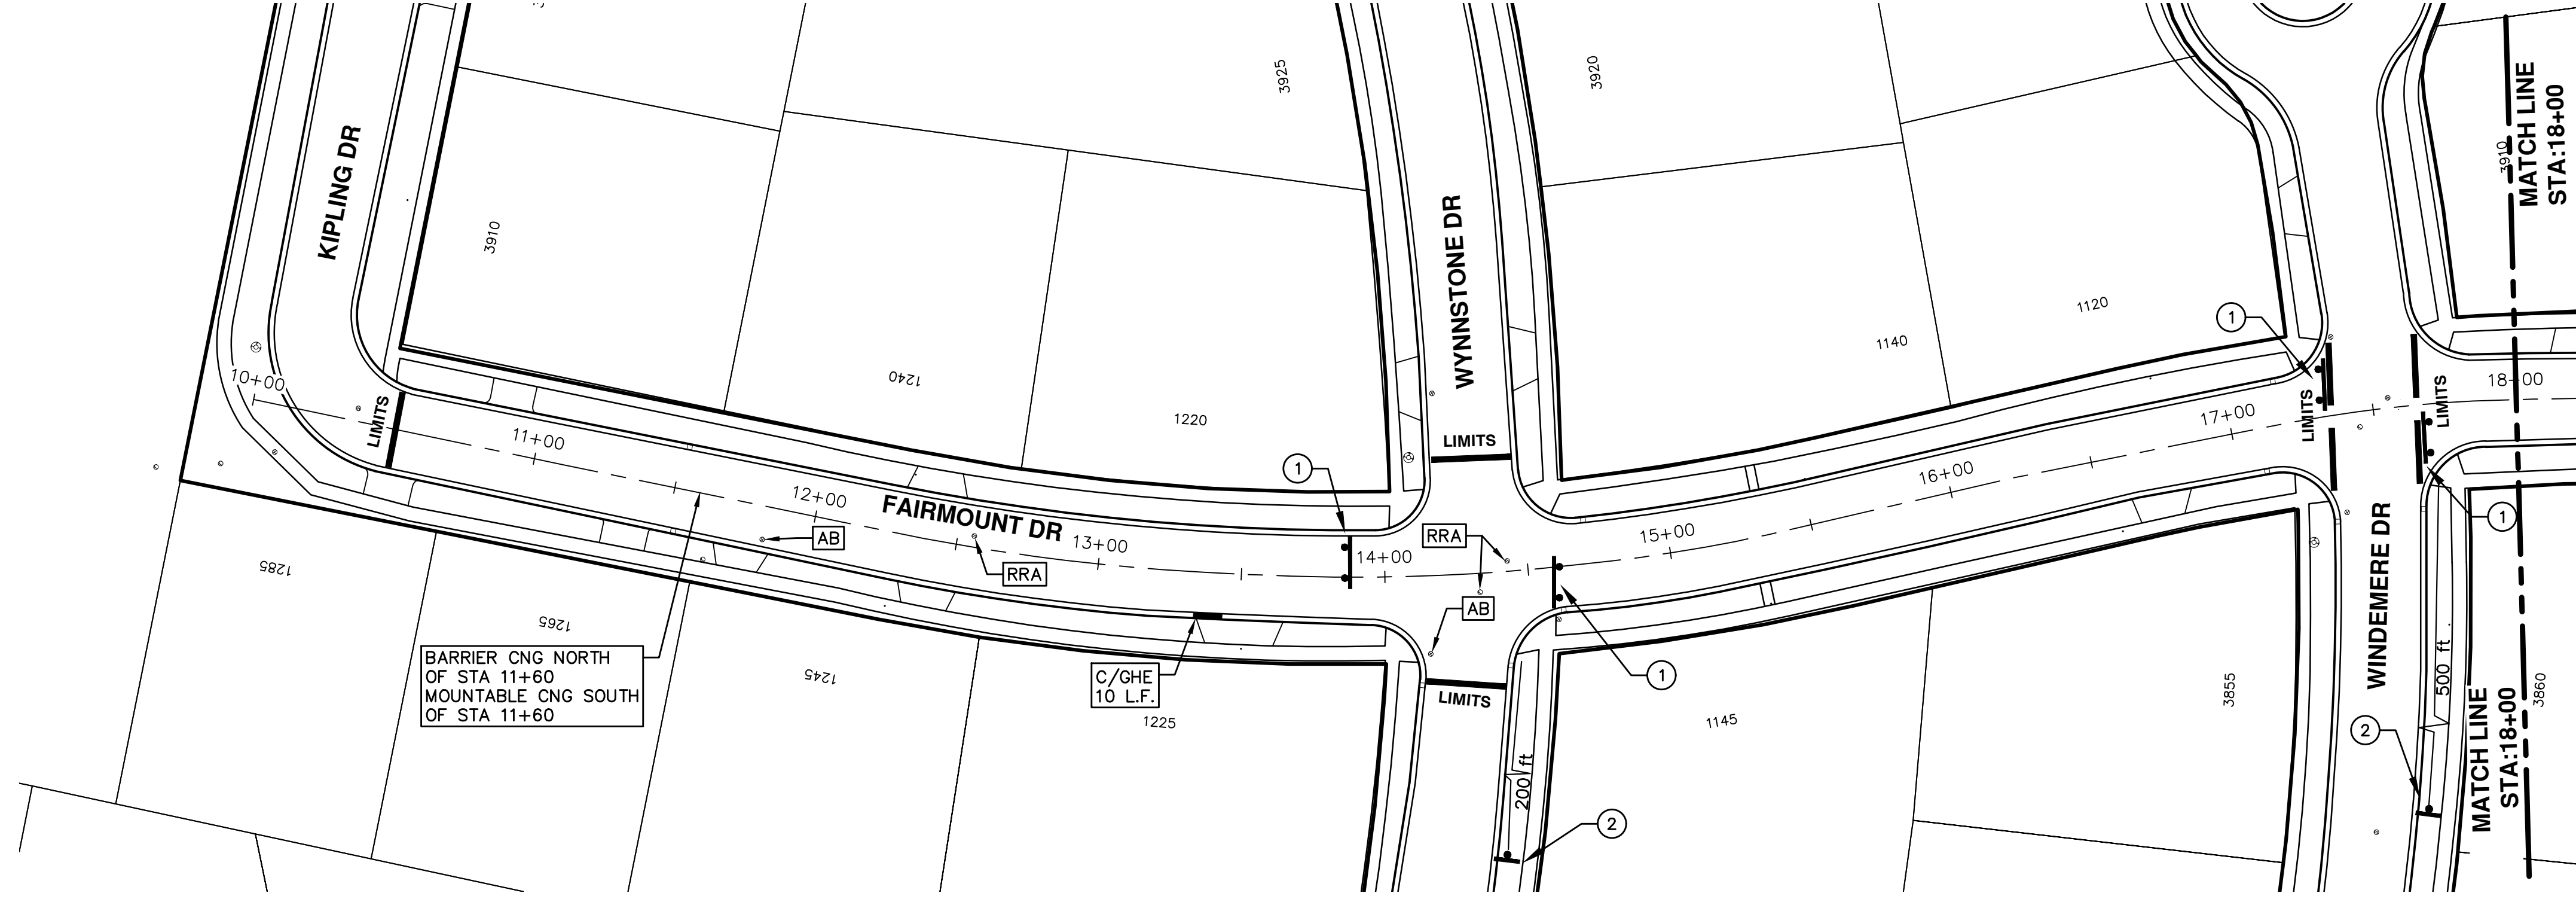 3925
3920
KIPLING DR
3910
WYNNSTONE DR
3910
MATCH LINE
STA:18+00
1120
1140
1
10+00
1240
1220
LIMITS
LIMITS
LIMITS
LIMITS
18+00
17+00
11+00
12+00
FAIRMOUNT DR
13+00
14+00
15+00
16+00
1
1
AB
RRA
RRA
AB
1285
1265
1245
1225
BARRIER CNG NORTH
OF STA 11+60
MOUNTABLE CNG SOUTH
OF STA 11+60
C/GHE
10 L.F.
LIMITS
1
1145
3855
WINDEMERE DR
500 ft
3860
MATCH LINE
STA:18+00
200 ft
2
2